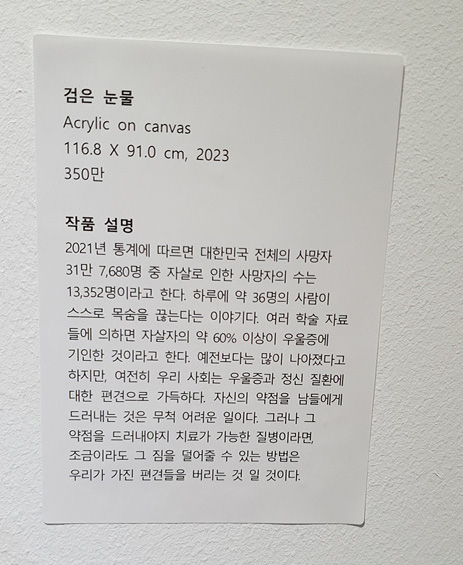 검은 눈물
Acrylic on canvas
116.8 X 91.0 cm, 2023
350만
작품 설명
2021년 통계에 따르면 대한민국 전체의 사망자
31만 7,680명 중 자살로 인한 사망자의 수는
13,352명이라고 한다. 하루에 약 36명의 사람이
스스로 목숨을 끊는다는 이야기다. 여러 학술 자료
들에 의하면 자살자의 약 60% 이상이 우울증에
기인한 것이라고 한다. 예전보다는 많이 나아졌다고
하지만, 여전히 우리 사회는 우울증과 정신 질환에
대한 편견으로 가득하다. 자신의 약점을 남들에게
드러내는 것은 무척 어려운 일이다. 그러나 그
약점을 드러내야지 치료가 가능한 질병이라면,
조금이라도 그 짐을 덜어줄 수 있는 방법은
우리가 가진 편견들을 버리는 것 일 것이다.